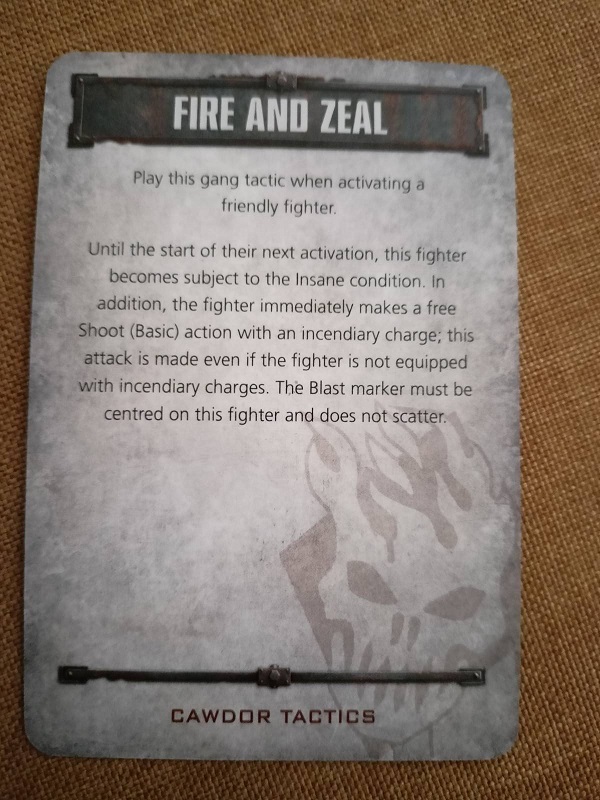 FIRE AND ZEAL
Play this gang tactic when activating a
friendly fighter.
Until the start of their next activation, this fighter
becomes subject to the Insane condition. In
addition, the fighter immediately makes a free
Shoot (Basic) action with an incendiary charge; this
attack is made even if the fighter is not equipped
with incendiary charges. The Blast marker must be
centred on this fighter and does not scatter.
CAWDOR TACTICS